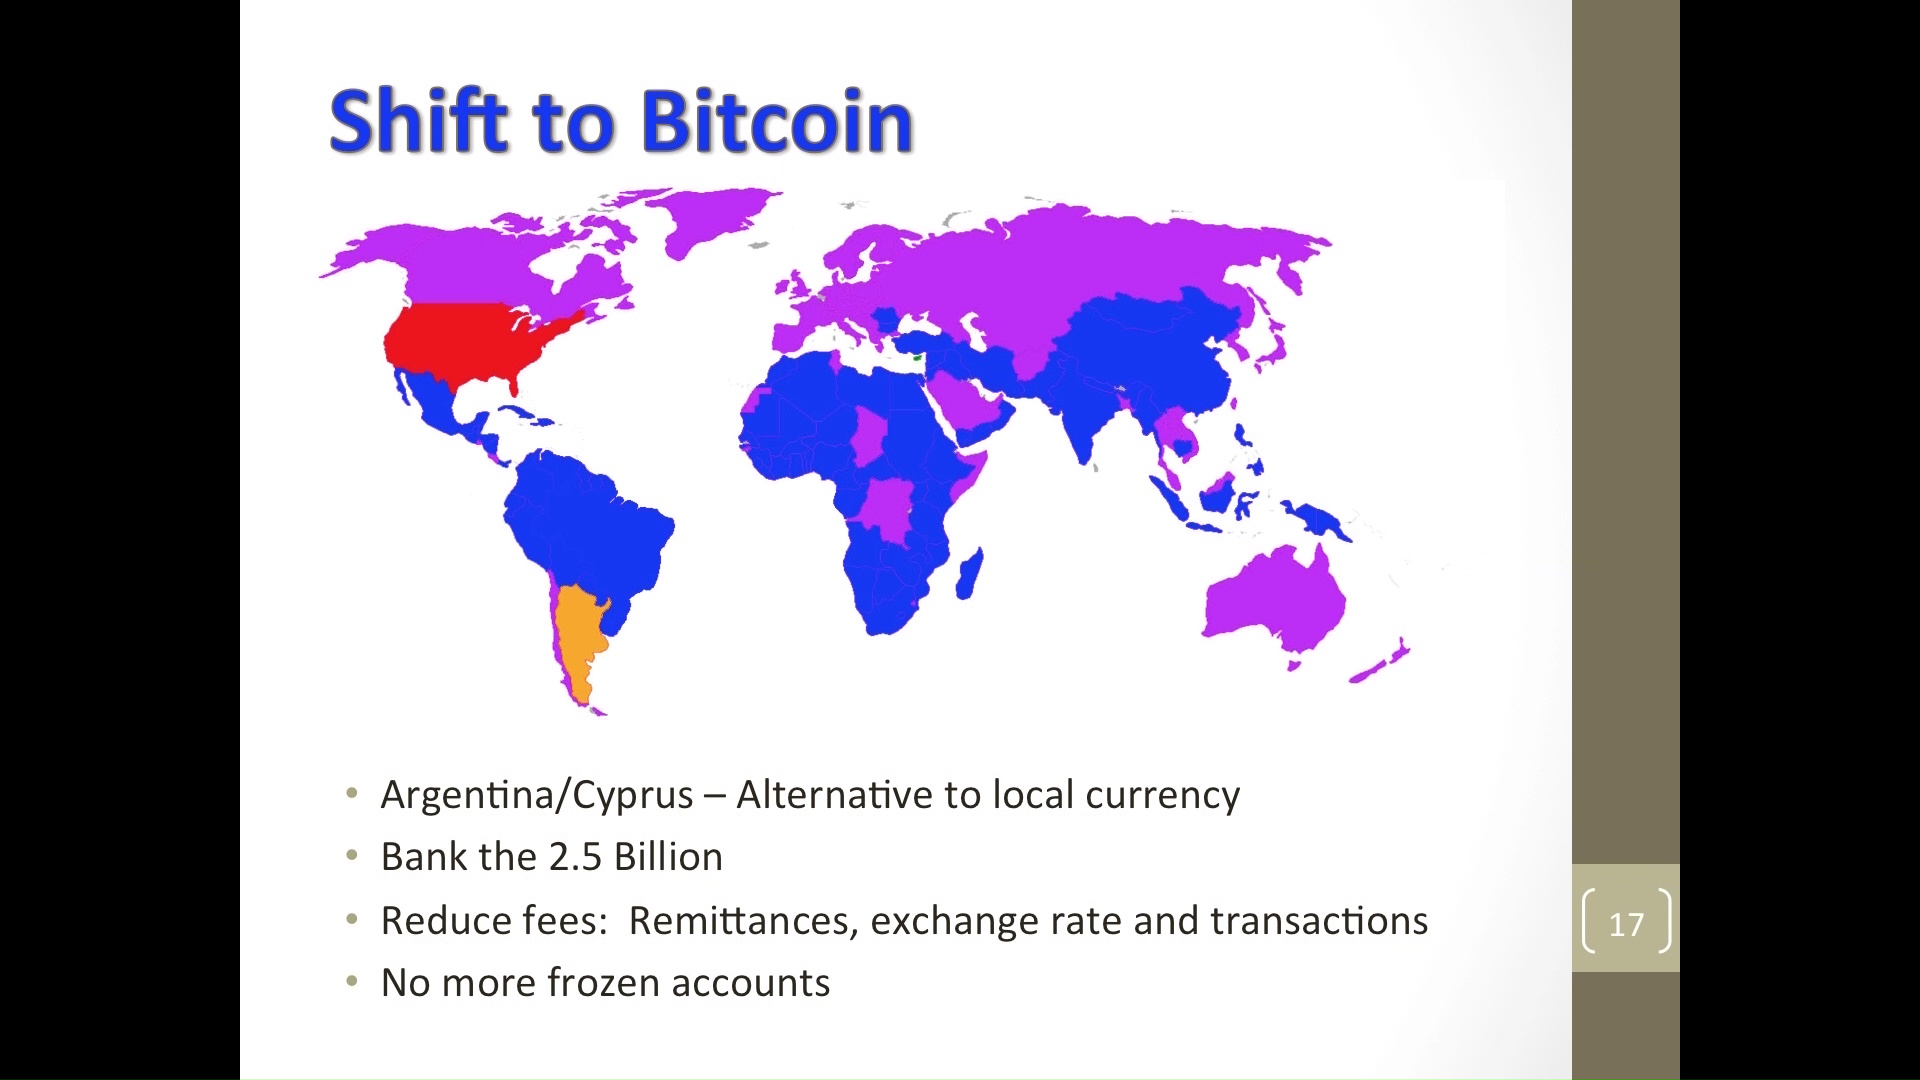 Shift to Bitcoin
• Argentina/Cyprus – Alternative to local currency
• Bank the 2.5 Billion
• Reduce fees:  Remittances, exchange rate and transactions
• No more frozen accounts
17